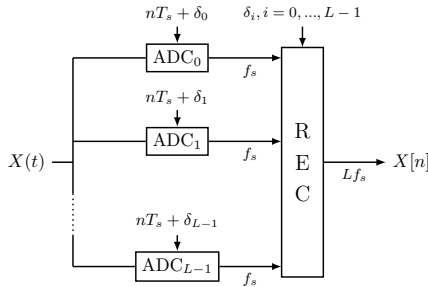 nT_s + δ_0
δ_i, i = 0, ..., L − 1
ADC_0
f_s
nT_s + δ_1
ADC_1
f_s
R
E
C
X(t)
X[n]
Lf_s
nT_s + δ_{L−1}
ADC_{L−1}
f_s